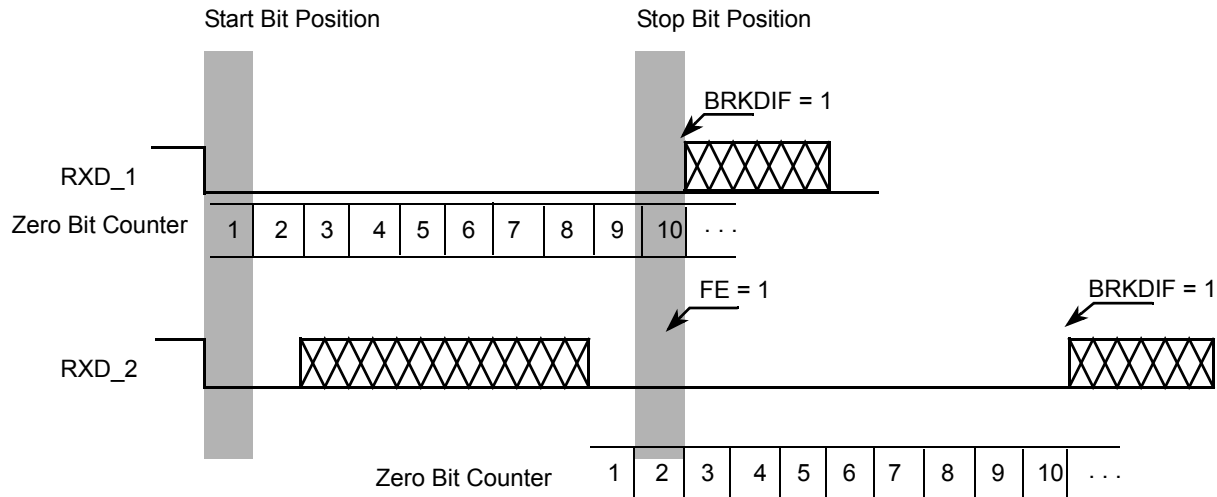 Start Bit Position Stop Bit Position
BRKDIF = 1
RXD_1
Zero Bit Counter 1 2 3 4 5 6 7 8 9 10 . . .
FE = 1 BRKDIF = 1
RXD_2
Zero Bit Counter 1 2 3 4 5 6 7 8 9 10 . . .